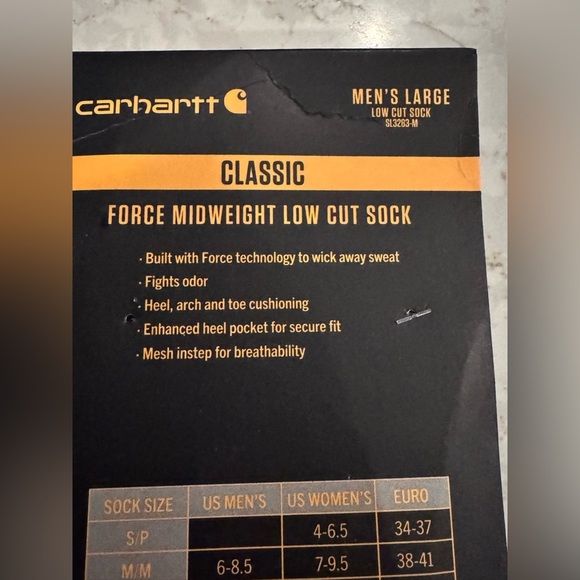 carhartt
MEN'S LARGE
LOW CUT SOCK
SL3283-M
CLASSIC
FORCE MIDWEIGHT LOW CUT SOCK
· Built with Force technology to wick away sweat
· Fights odor
· Heel, arch and toe cushioning
· Enhanced heel pocket for secure fit
· Mesh instep for breathability
SOCK SIZE US MEN'S US WOMEN'S EURO
S/P 4-6.5 34-37
M/M 6-8.5 7-9.5 38-41